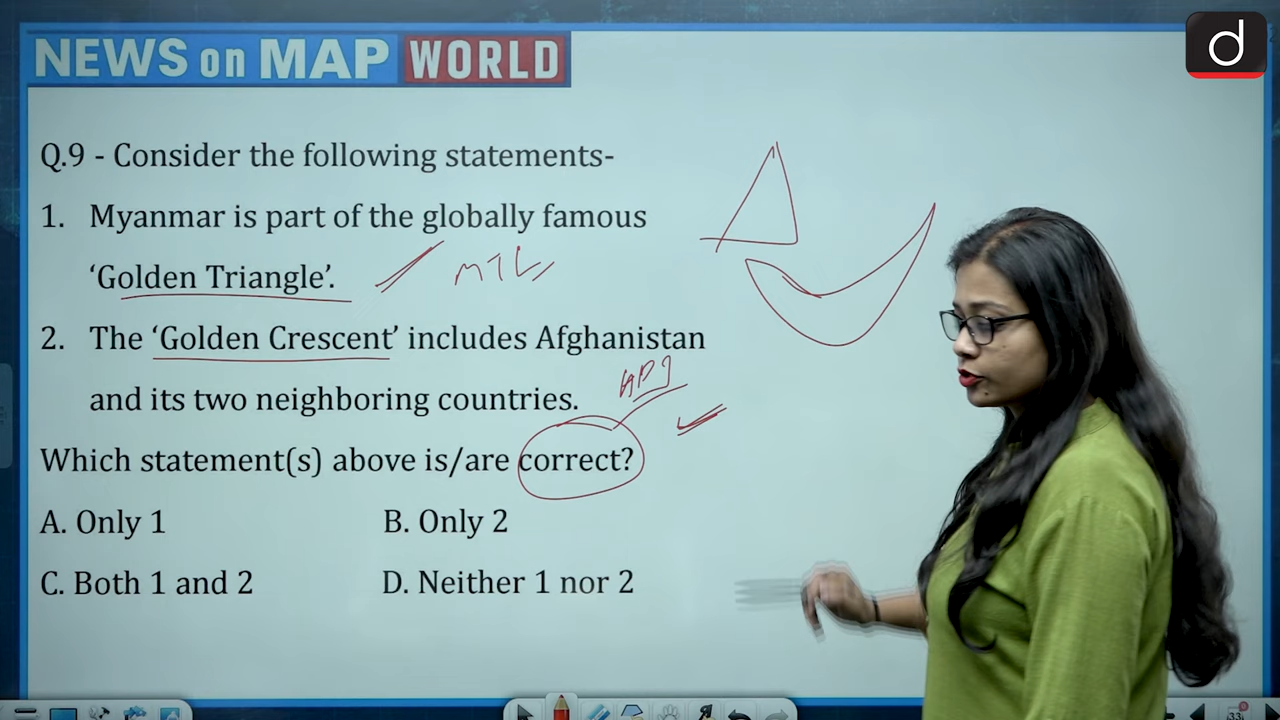 NEWS on MAP WORLD
d
Q.9 - Consider the following statements-
1. Myanmar is part of the globally famous
‘Golden Triangle’.
MTL
2. The ‘Golden Crescent’ includes Afghanistan
and its two neighboring countries.
Which statement(s) above is/are correct?
A. Only 1
B. Only 2
C. Both 1 and 2
D. Neither 1 nor 2